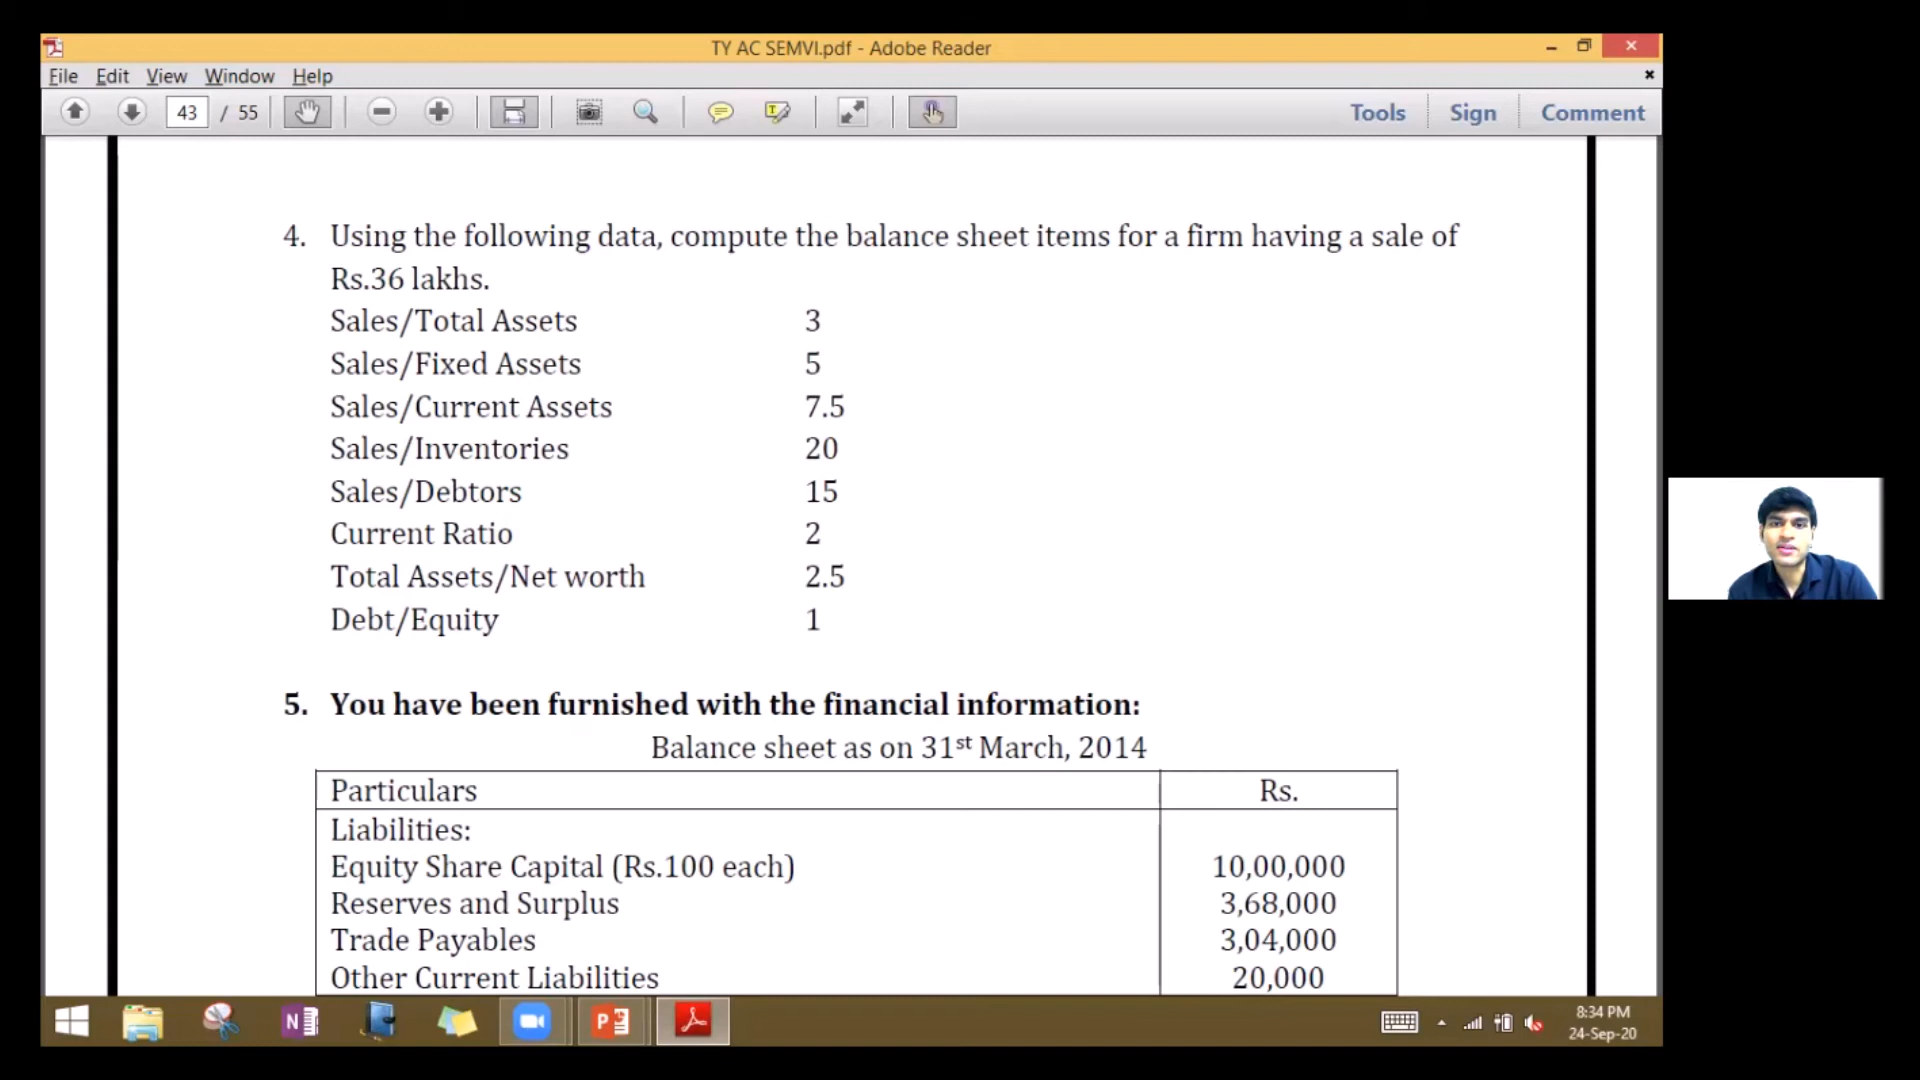 TY AC SEMVI.pdf - Adobe Reader
File Edit View Window Help
43 / 55 Tools Sign Comment
4. Using the following data, compute the balance sheet items for a firm having a sale of
Rs.36 lakhs.
Sales/Total Assets 3
Sales/Fixed Assets 5
Sales/Current Assets 7.5
Sales/Inventories 20
Sales/Debtors 15
Current Ratio 2
Total Assets/Net worth 2.5
Debt/Equity 1
5. You have been furnished with the financial information:
Balance sheet as on 31st March, 2014
Particulars Rs.
Liabilities:
Equity Share Capital (Rs.100 each) 10,00,000
Reserves and Surplus 3,68,000
Trade Payables 3,04,000
Other Current Liabilities 20,000
8:34 PM
24-Sep-20